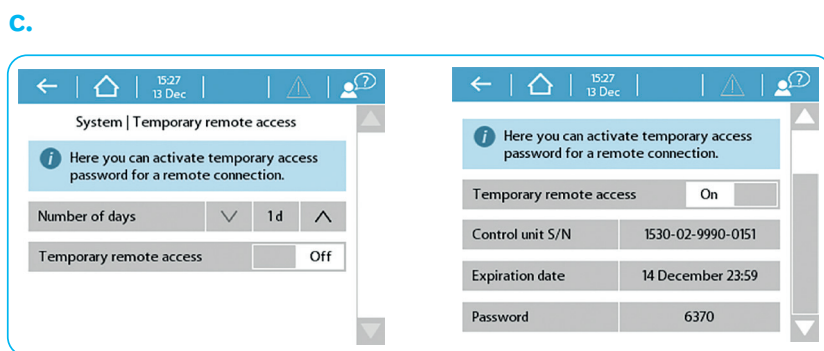 C.
15:27
13 Dec
?
System | Temporary remote access
i Here you can activate temporary access
password for a remote connection.
Number of days 1d
Temporary remote access Off
15:27
13 Dec
?
i Here you can activate temporary access
password for a remote connection.
Temporary remote access On
Control unit S/N 1530-02-9990-0151
Expiration date 14 December 23:59
Password 6370